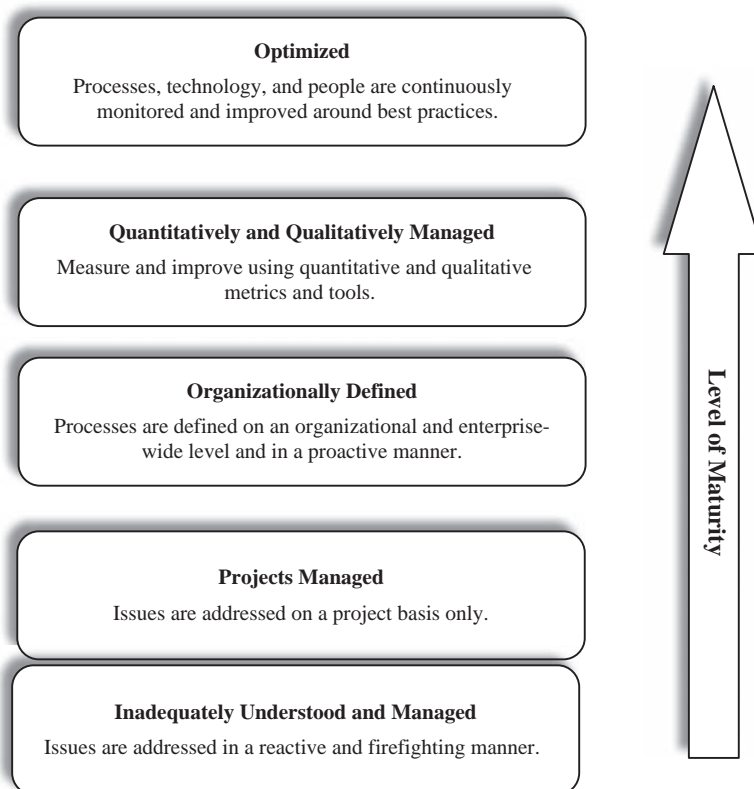 Optimized
Processes, technology, and people are continuously
monitored and improved around best practices.
Quantitatively and Qualitatively Managed
Measure and improve using quantitative and qualitative
metrics and tools.
Organizationally Defined
Processes are defined on an organizational and enterprise-
wide level and in a proactive manner.
Projects Managed
Issues are addressed on a project basis only.
Inadequately Understood and Managed
Issues are addressed in a reactive and firefighting manner.
Level of Maturity